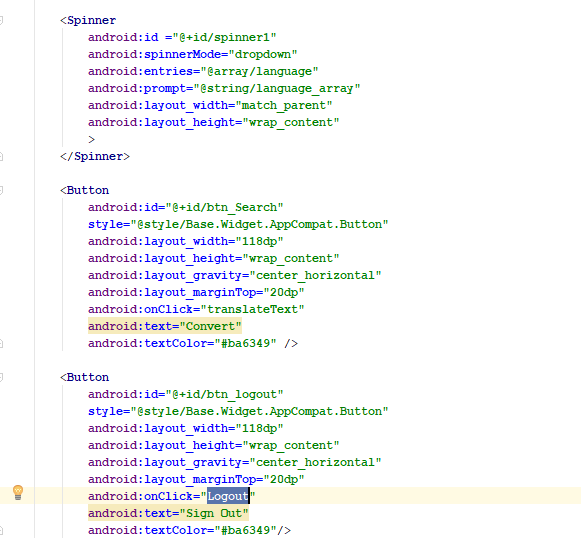 <Spinner
android:id ="@+id/spinner1"
android:spinnerMode="dropdown"
android:entries="@array/language"
android:prompt="@string/language_array"
android:layout_width="match_parent"
android:layout_height="wrap_content"
>
</Spinner>
<Button
android:id="@+id/btn_Search"
style="@style/Base.Widget.AppCompat.Button"
android:layout_width="118dp"
android:layout_height="wrap_content"
android:layout_gravity="center_horizontal"
android:layout_marginTop="20dp"
android:onClick="translateText"
android:text="Convert"
android:textColor="#ba6349" />
<Button
android:id="@+id/btn_logout"
style="@style/Base.Widget.AppCompat.Button"
android:layout_width="118dp"
android:layout_height="wrap_content"
android:layout_gravity="center_horizontal"
android:layout_marginTop="20dp"
android:onClick="Logout"
android:text="Sign Out"
android:textColor="#ba6349"/>